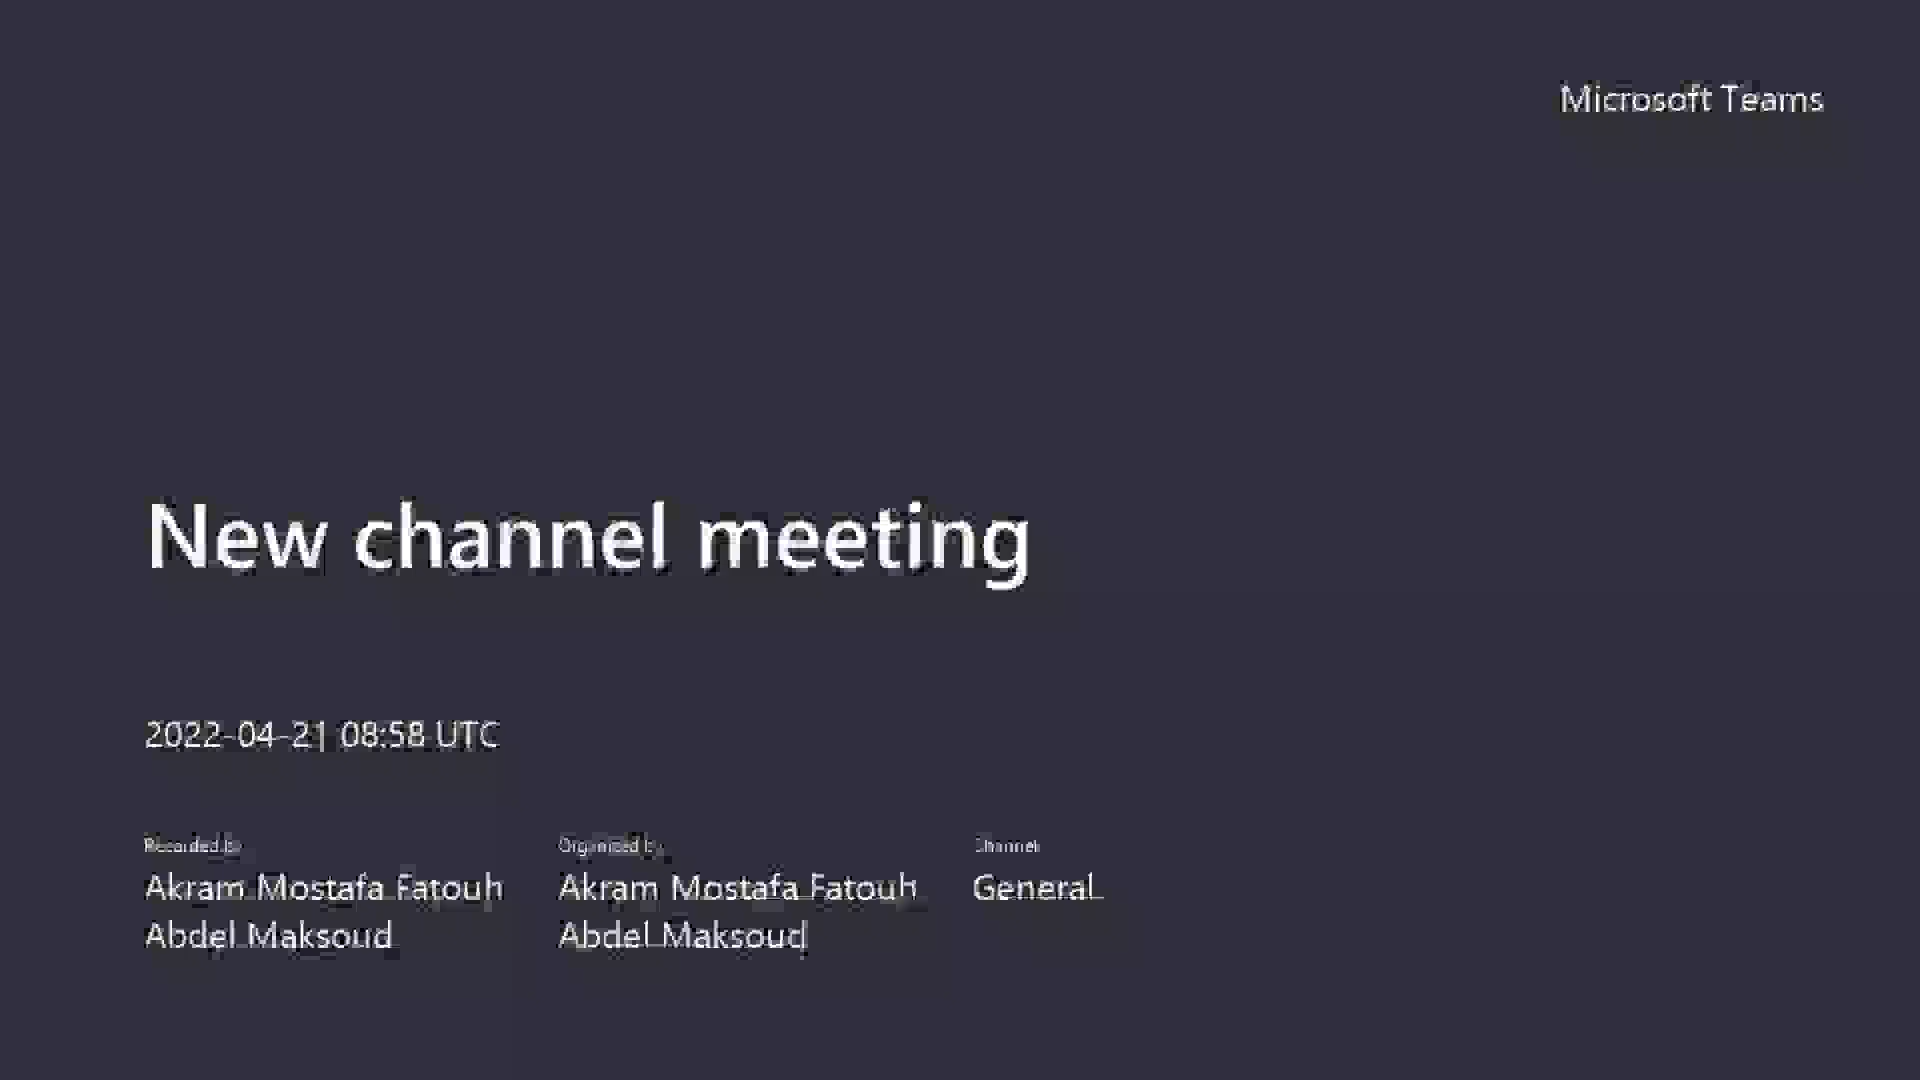 Microsoft Teams
New channel meeting
2022-04-21 08:58 UTC
Recorded by
Organized by
Channel
Akram Mostafa Fatouh
Akram Mostafa Fatouh
General
Abdel Maksoud
Abdel Maksoud